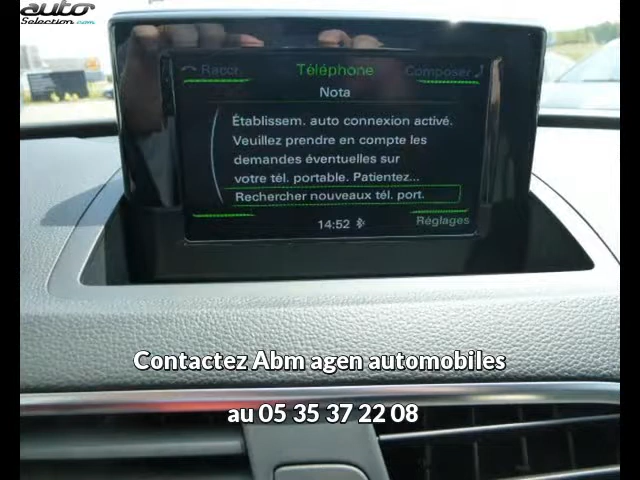 auto
Selection.com
Raccr.
Téléphone
Composer
Nota
Établissem. auto connexion activé.
Veuillez prendre en compte les
demandes éventuelles sur
votre tél. portable. Patientez...
Rechercher nouveaux tél. port.
14:52
Réglages
Contactez Abm agen automobiles
au 05 35 37 22 08